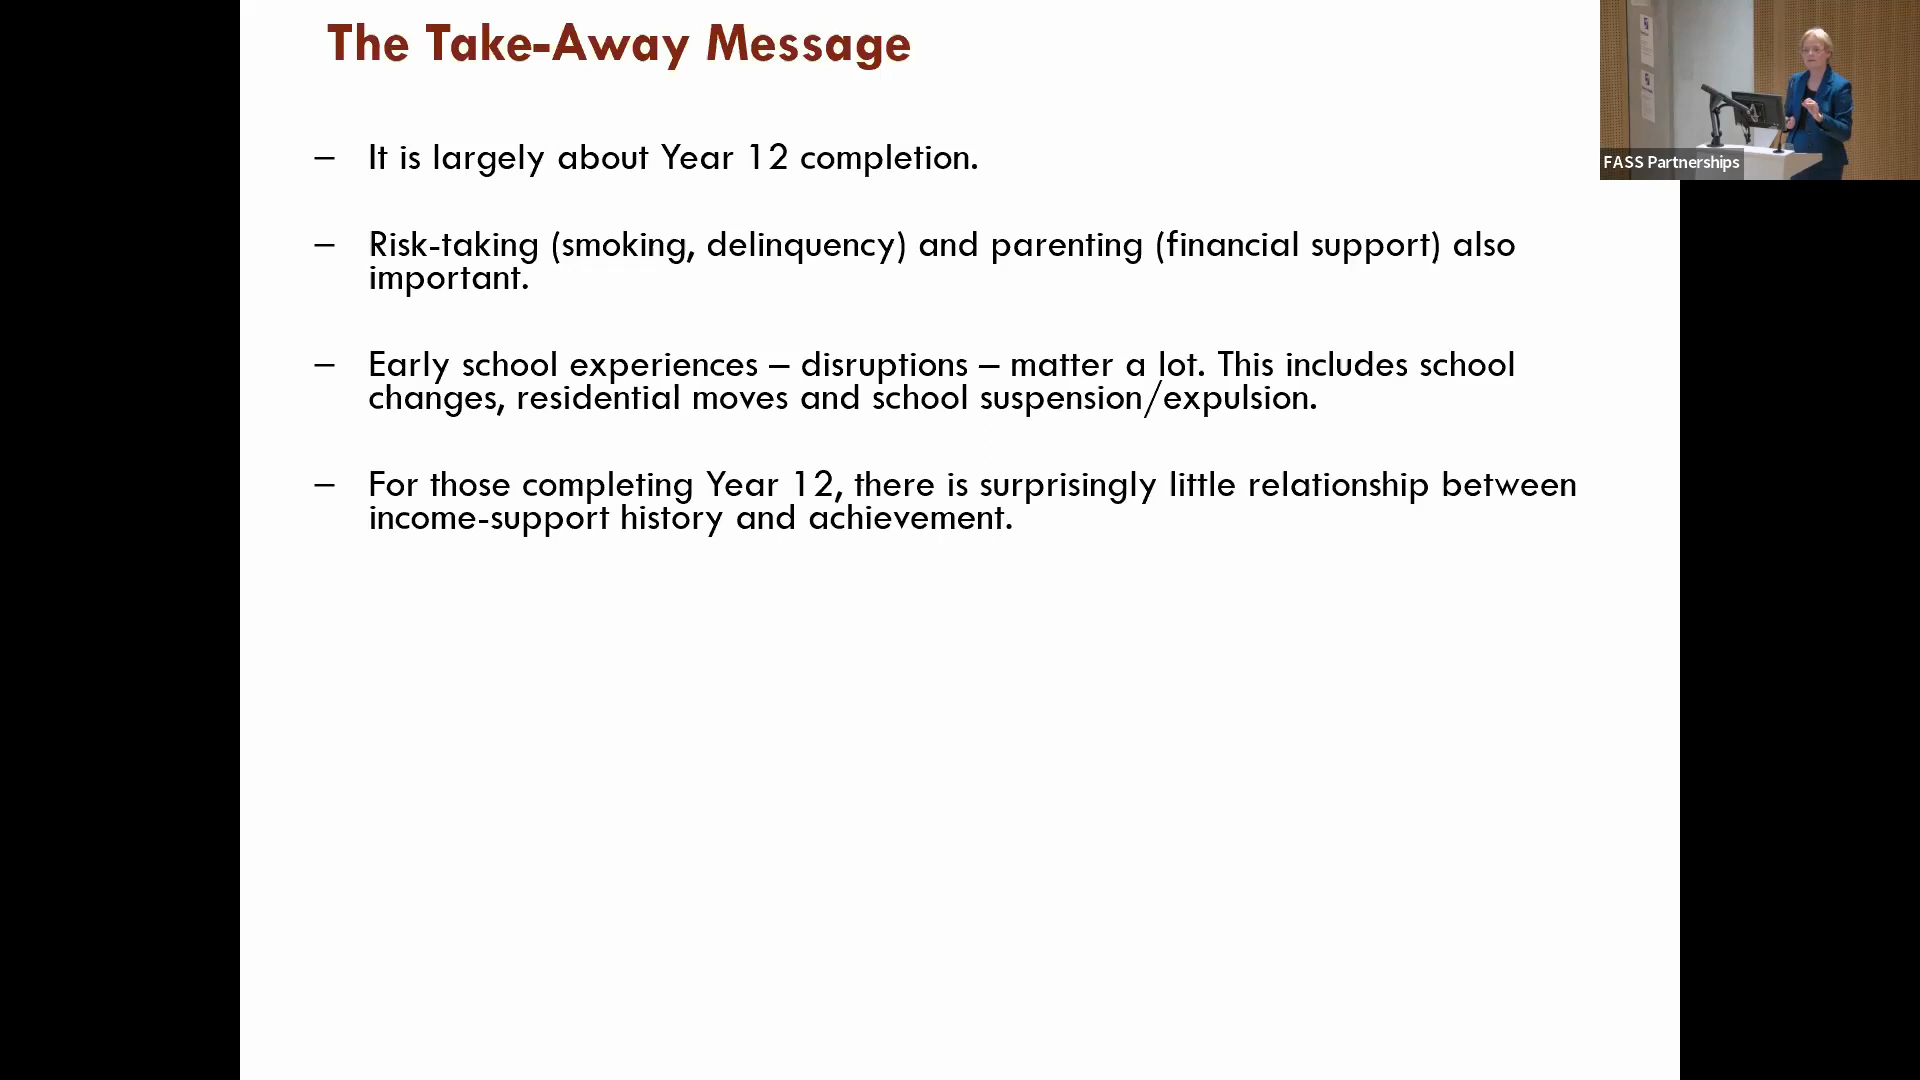 The Take-Away Message
– It is largely about Year 12 completion.
– Risk-taking (smoking, delinquency) and parenting (financial support) also
important.
– Early school experiences – disruptions – matter a lot. This includes school
changes, residential moves and school suspension/expulsion.
– For those completing Year 12, there is surprisingly little relationship between
income-support history and achievement.
FASS Partnerships